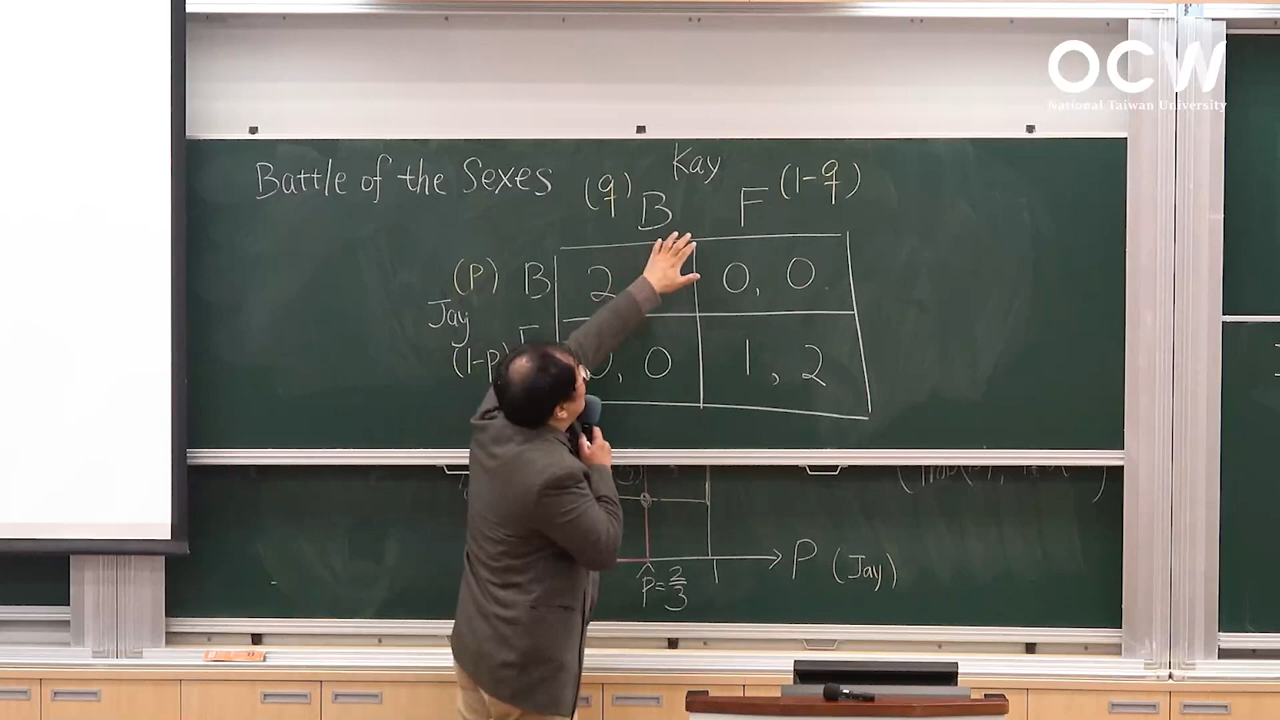 OCW
National Taiwan University
Battle of the Sexes
Kay
(q) B F (1-q)
(P) B 2 0, 0
Jay
(1-p) 0, 0 1, 2
P (Jay)
p̂=2/3 1